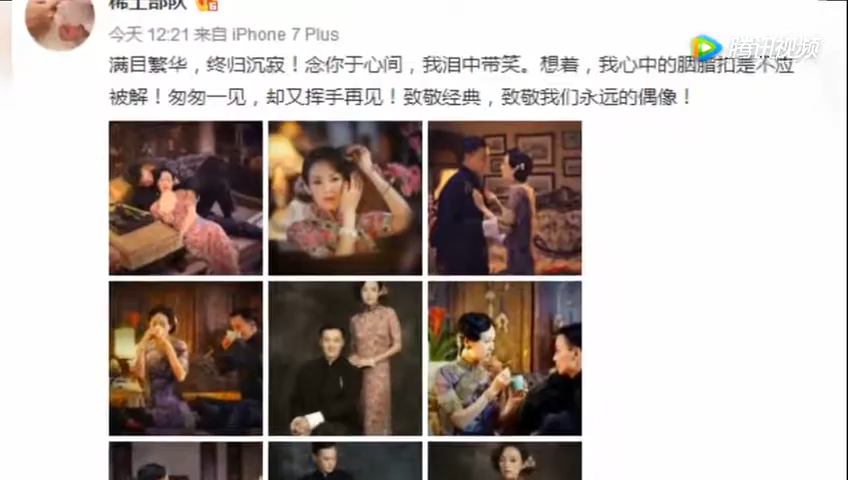 稀土部队
今天 12:21 来自 iPhone 7 Plus
腾讯视频
满目繁华，终归沉寂！念你于心间，我泪中带笑。想着，我心中的胭脂扣是不应
被解！匆匆一见，却又挥手再见！致敬经典，致敬我们永远的偶像！